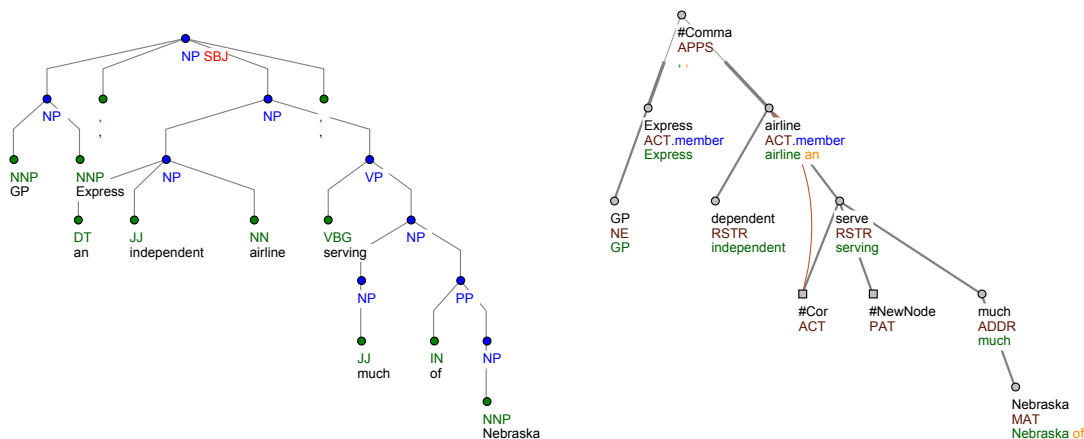 NP SBJ
NP
,
,
NP
,
,
NNP
GP
NNP
Express
NP
VP
DT
an
JJ
independent
NN
airline
VBG
serving
NP
NP
PP
JJ
much
IN
of
NP
NNP
Nebraska
#Comma
APPS
, ,
Express
ACT.member
Express
airline
ACT.member
airline an
GP
NE
GP
dependent
RSTR
independent
serve
RSTR
serving
#Cor
ACT
#NewNode
PAT
much
ADDR
much
Nebraska
MAT
Nebraska of